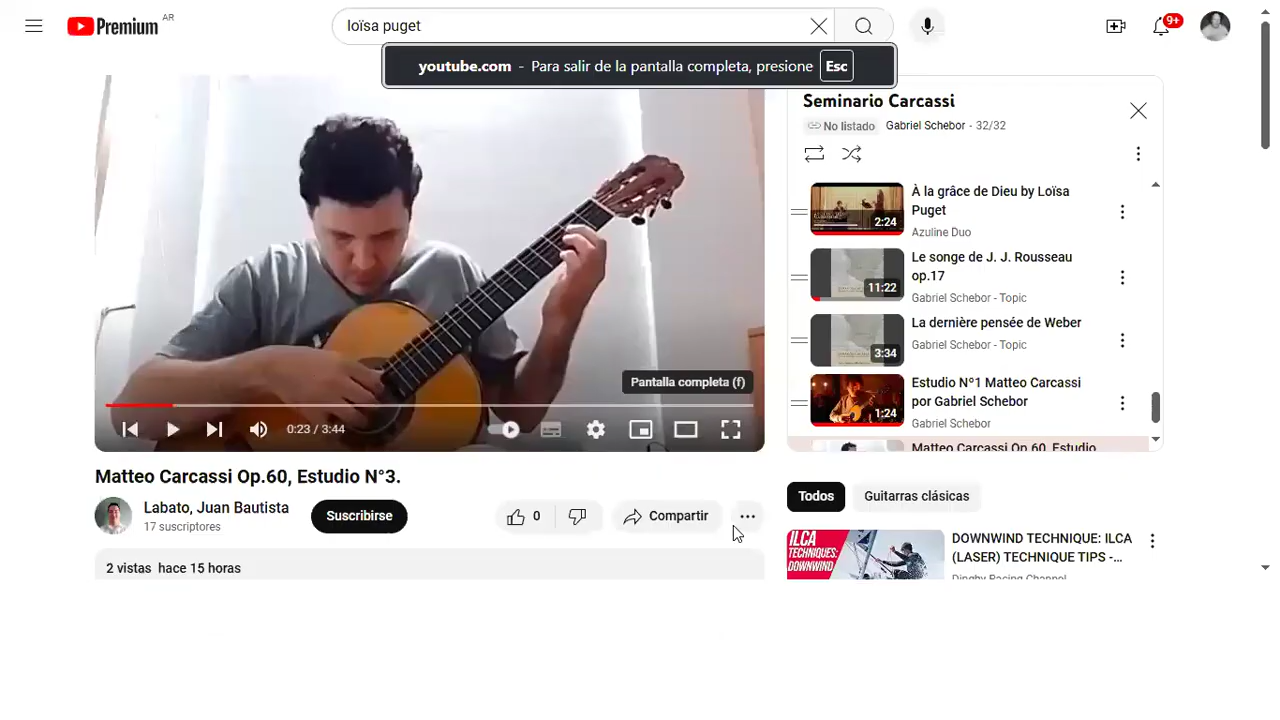 Premium AR
loïsa puget
9+
youtube.com - Para salir de la pantalla completa, presione Esc
Pantalla completa (f)
0:23 / 3:44
Matteo Carcassi Op.60, Estudio N°3.
Labato, Juan Bautista
17 suscriptores
Suscribirse
0
Compartir
2 vistas hace 15 horas
Seminario Carcassi
No listado Gabriel Schebor - 32/32
2:24
À la grâce de Dieu by Loïsa
Puget
Azuline Duo
11:22
Le songe de J. J. Rousseau
op.17
Gabriel Schebor - Topic
3:34
La dernière pensée de Weber
Gabriel Schebor - Topic
1:24
Estudio Nº1 Matteo Carcassi
por Gabriel Schebor
Gabriel Schebor
Matteo Carcassi Op 60, Estudio
Todos
Guitarras clásicas
ILCA
TECHNIQUES:
DOWNWIND
DOWNWIND TECHNIQUE: ILCA
(LASER) TECHNIQUE TIPS -...
Dinghy Racing Channel